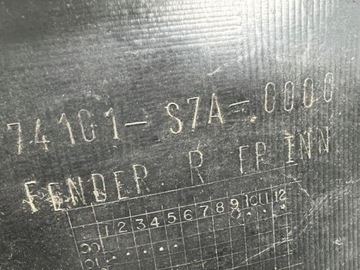 74101-S7A-0000
FENDER. R FR INN
1 2 3 4 5 6 7 8 9 10 11 12